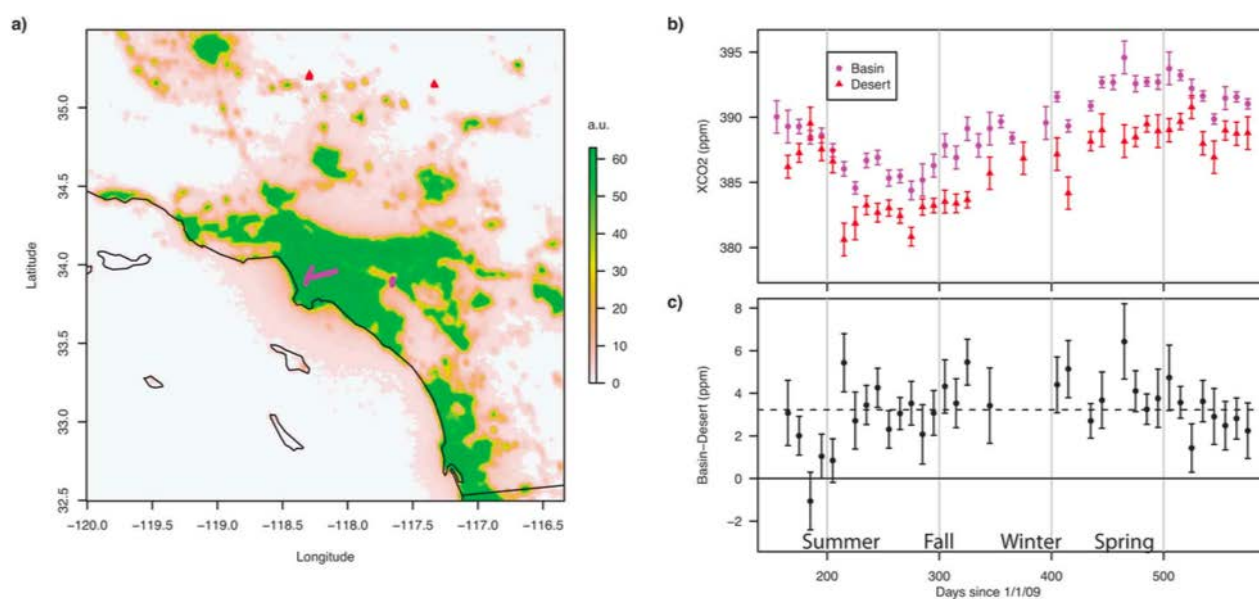 a)
35.0
34.5
34.0
33.5
33.0
32.5
Latitude
-120.0 -119.5 -119.0 -118.5 -118.0 -117.5 -117.0 -116.5
Longitude
a.u.
60
50
40
30
20
10
0
b)
395
390
385
380
XCO2 (ppm)
Basin
Desert
c)
8
6
4
2
0
-2
Basin-Desert (ppm)
Summer Fall Winter Spring
200 300 400 500
Days since 1/1/09